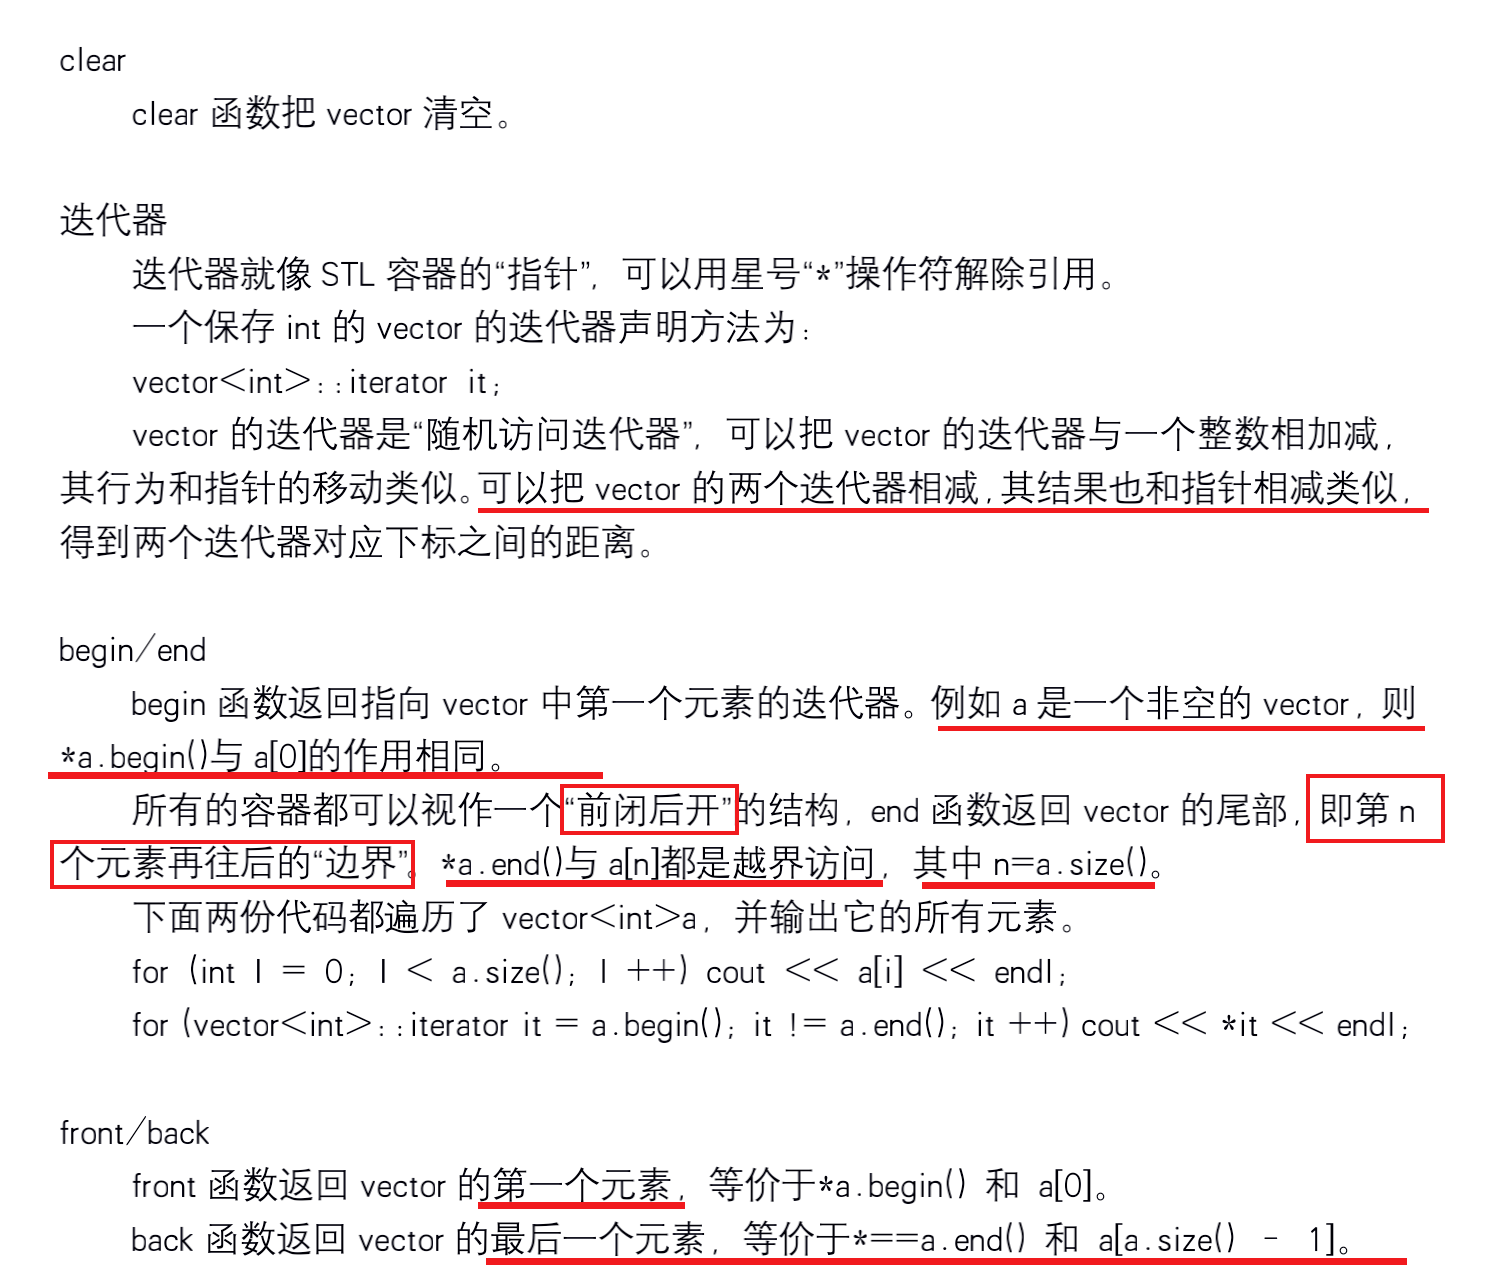 clear
clear 函数把 vector 清空。
迭代器
迭代器就像 STL 容器的“指针”，可以用星号“*”操作符解除引用。
一个保存 int 的 vector 的迭代器声明方法为：
vector<int>::iterator it;
vector 的迭代器是“随机访问迭代器”，可以把 vector 的迭代器与一个整数相加减，
其行为和指针的移动类似。可以把 vector 的两个迭代器相减，其结果也和指针相减类似，
得到两个迭代器对应下标之间的距离。
begin/end
begin 函数返回指向 vector 中第一个元素的迭代器。例如 a 是一个非空的 vector，则
*a.begin()与 a[0]的作用相同。
所有的容器都可以视作一个“前闭后开”的结构，end 函数返回 vector 的尾部，即第 n
个元素再往后的“边界”。*a.end()与 a[n]都是越界访问，其中 n=a.size()。
下面两份代码都遍历了 vector<int>a，并输出它的所有元素。
for (int I = 0; I < a.size(); I ++) cout << a[i] << endl;
for (vector<int>::iterator it = a.begin(); it != a.end(); it ++) cout << *it << endl;
front/back
front 函数返回 vector 的第一个元素，等价于*a.begin() 和 a[0]。
back 函数返回 vector 的最后一个元素，等价于*==a.end() 和 a[a.size() - 1]。